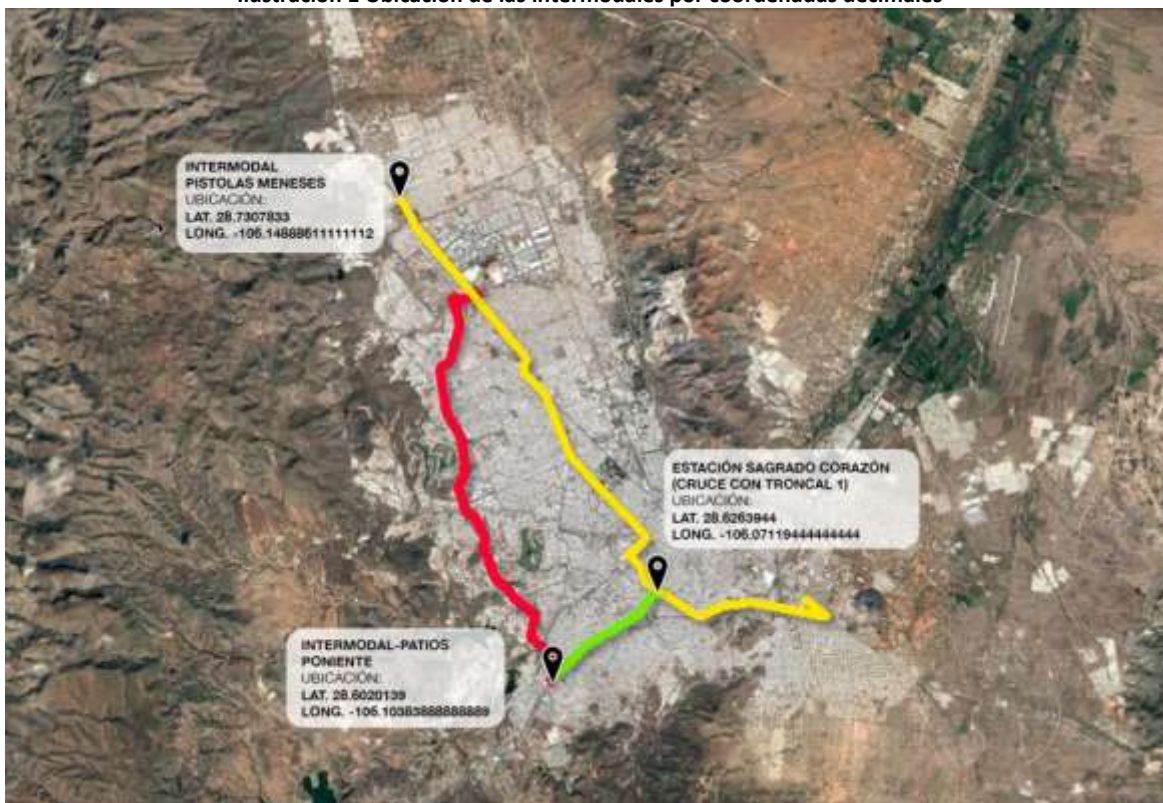 Ilustración 1 Ubicación de las intermodales por coordenadas decimales
INTERMODAL
PISTOLAS MENESES
UBICACIÓN:
LAT. 28.7307833
LONG. -106.14888611111112
ESTACIÓN SAGRADO CORAZÓN
(CRUCE CON TRONCAL 1)
UBICACIÓN:
LAT. 28.6263944
LONG. -106.07119444444444
INTERMODAL-PATIOS
PONIENTE
UBICACIÓN:
LAT. 28.6020139
LONG. -106.10383888888889